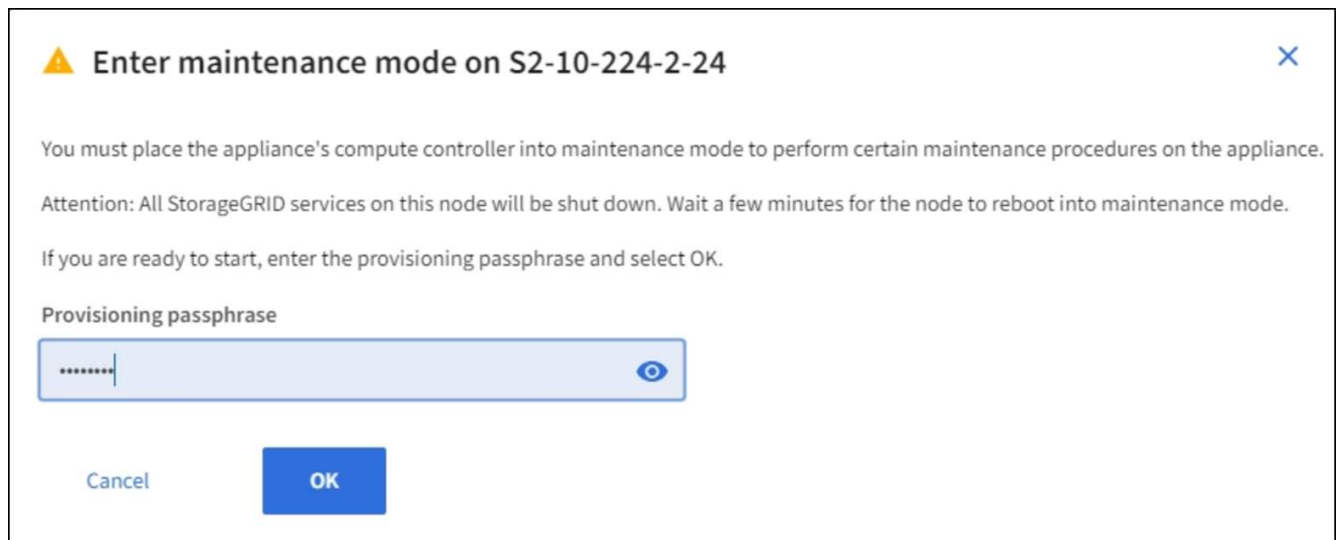 Enter maintenance mode on S2-10-224-2-24
You must place the appliance's compute controller into maintenance mode to perform certain maintenance procedures on the appliance.
Attention: All StorageGRID services on this node will be shut down. Wait a few minutes for the node to reboot into maintenance mode.
If you are ready to start, enter the provisioning passphrase and select OK.
Provisioning passphrase
••••••••
Cancel OK